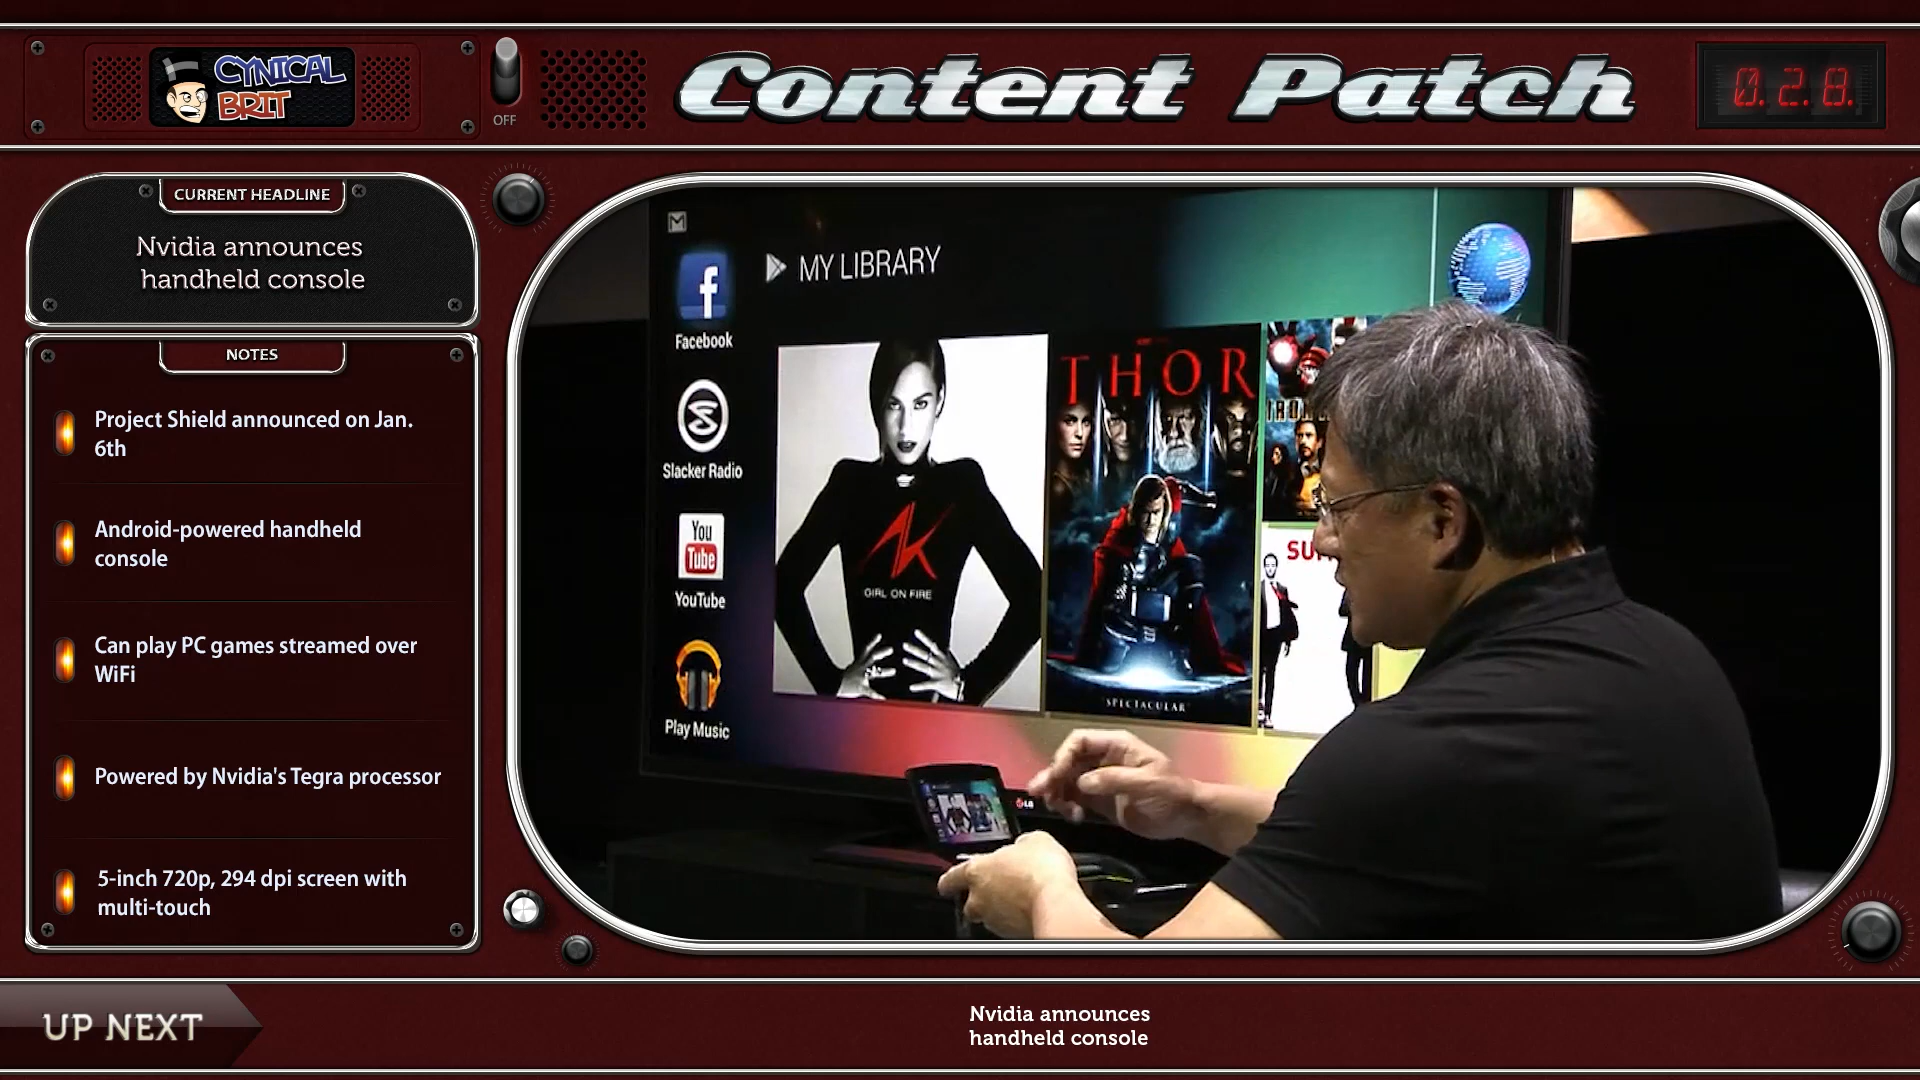 CYNICAL
BRIT
OFF
Content Patch
0.2.8.
CURRENT HEADLINE
Nvidia announces
handheld console
NOTES
Project Shield announced on Jan.
6th
Android-powered handheld
console
Can play PC games streamed over
WiFi
Powered by Nvidia's Tegra processor
5-inch 720p, 294 dpi screen with
multi-touch
MY LIBRARY
Facebook
Slacker Radio
You
Tube
YouTube
Play Music
AK
GIRL ON FIRE
THOR
SPECTACULAR
LG
UP NEXT
Nvidia announces
handheld console